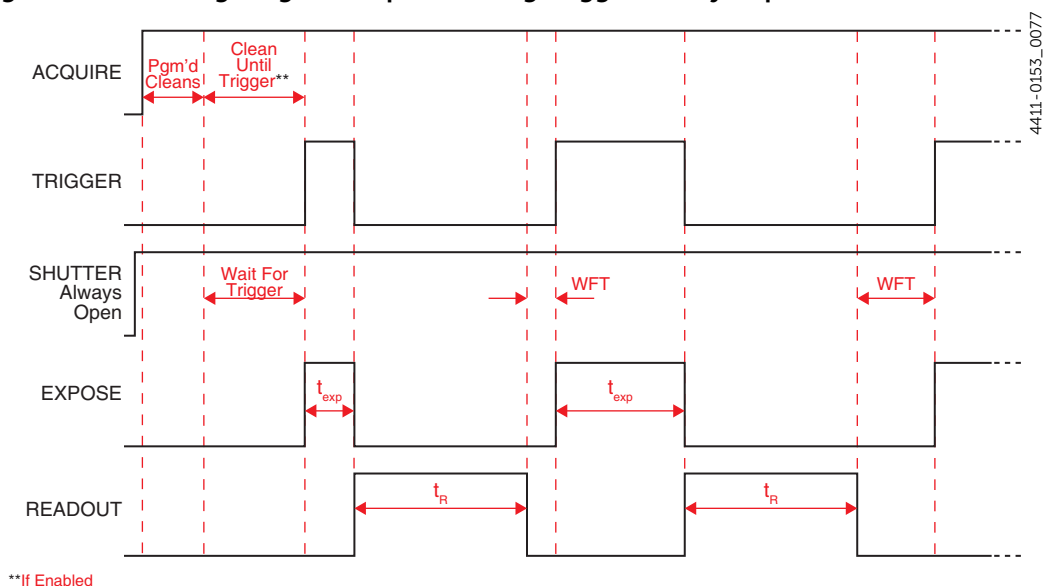 4411-0153_0077
ACQUIRE
Pgm'd
Cleans
Clean
Until
Trigger**
TRIGGER
SHUTTER
Always
Open
Wait For
Trigger
WFT
WFT
EXPOSE
texp
texp
READOUT
tR
tR
**If Enabled